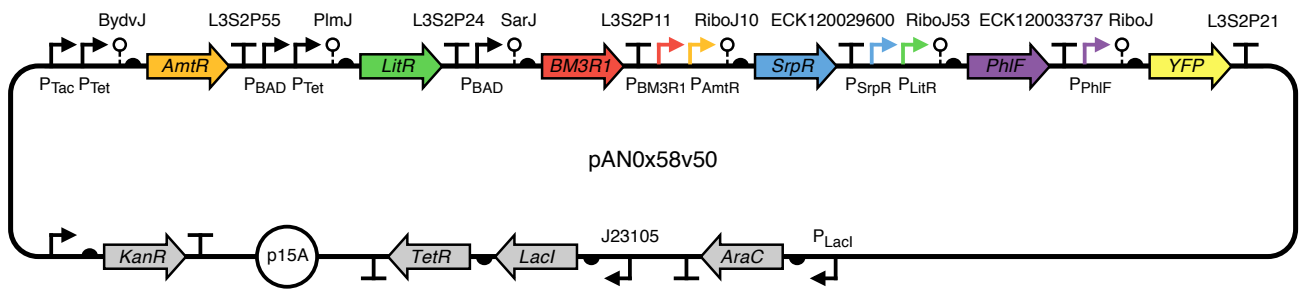 BydvJ L3S2P55 PlmJ L3S2P24 SarJ L3S2P11 RiboJ10 ECK120029600 RiboJ53 ECK120033737 RiboJ L3S2P21
AmtR LitR BM3R1 SrpR PhlF YFP
PTac PTet PBAD PTet PBAD PBM3R1 PAmtR PSrpR PLitR PPhlF
pAN0x58v50
J23105 PLacI
KanR p15A TetR LacI AraC